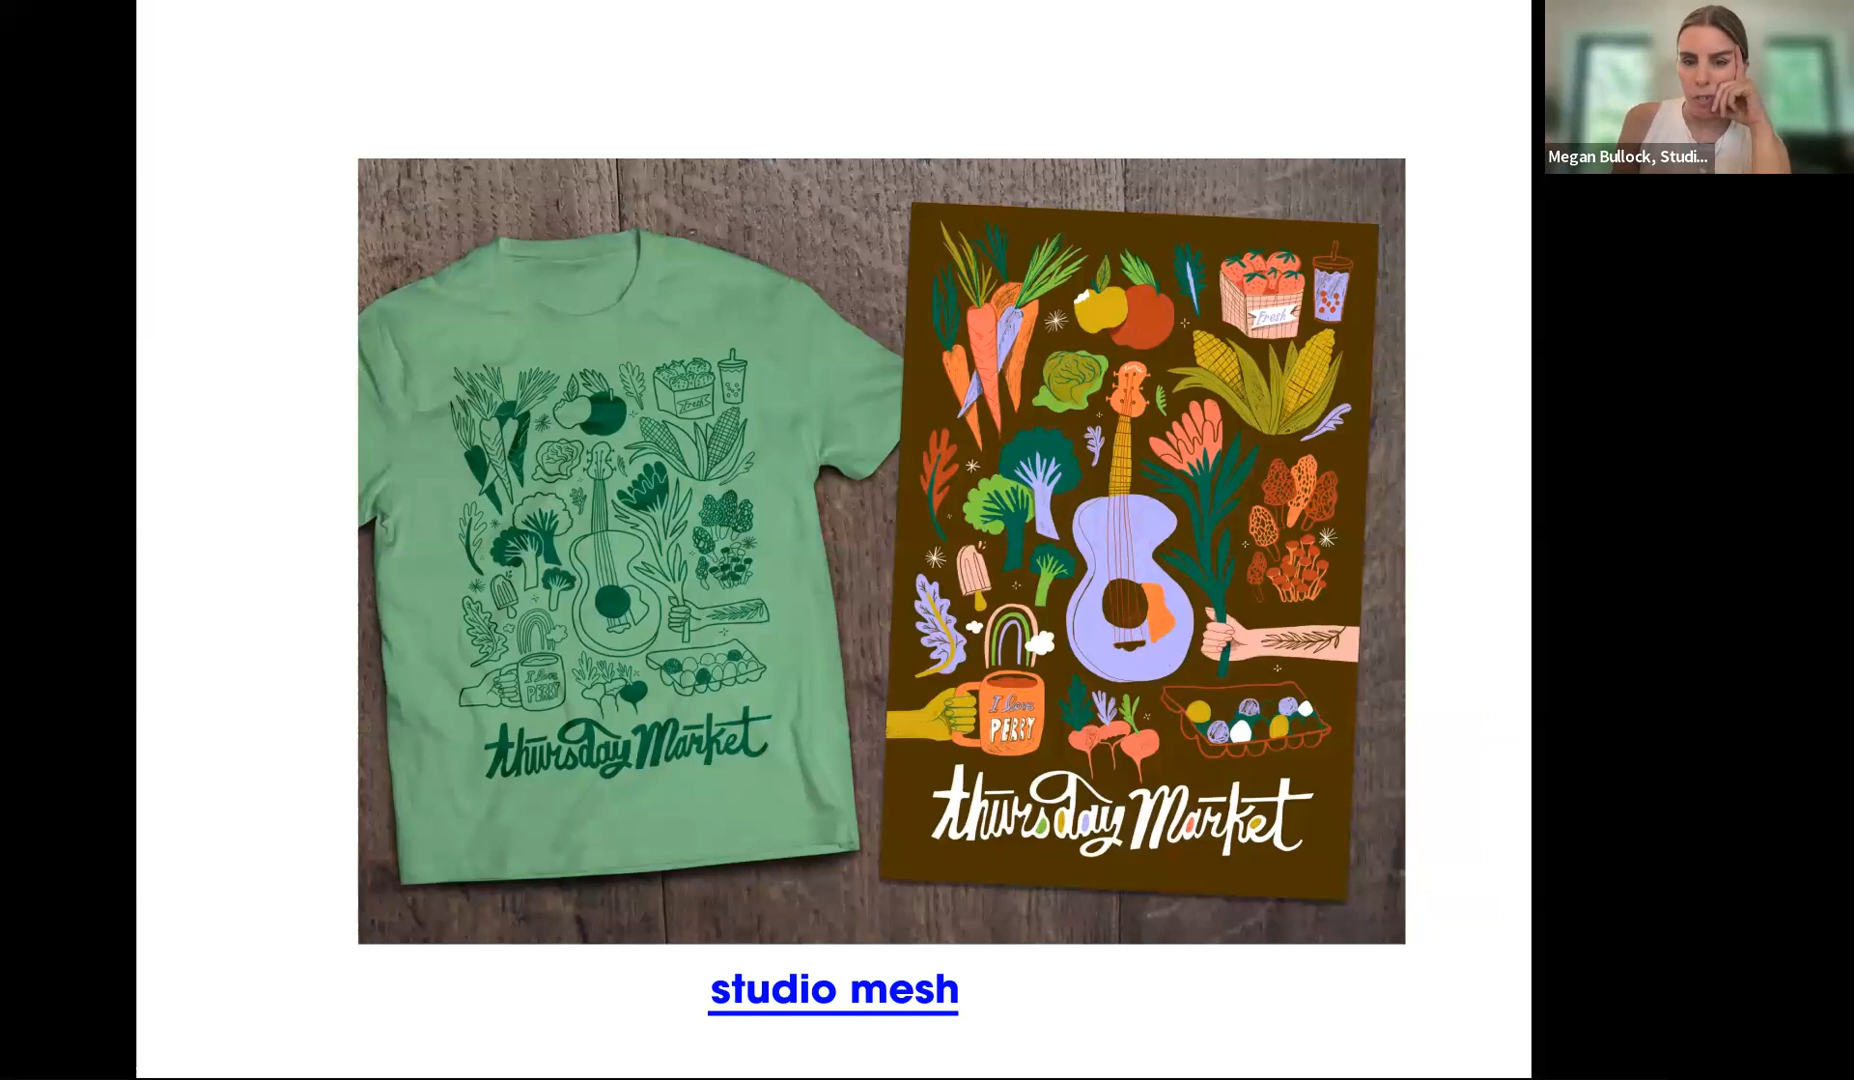 Megan Bullock, Studi...
Fresh
I love
PERRY
thursday Market
Fresh
I love
PERRY
thursday Market
studio mesh